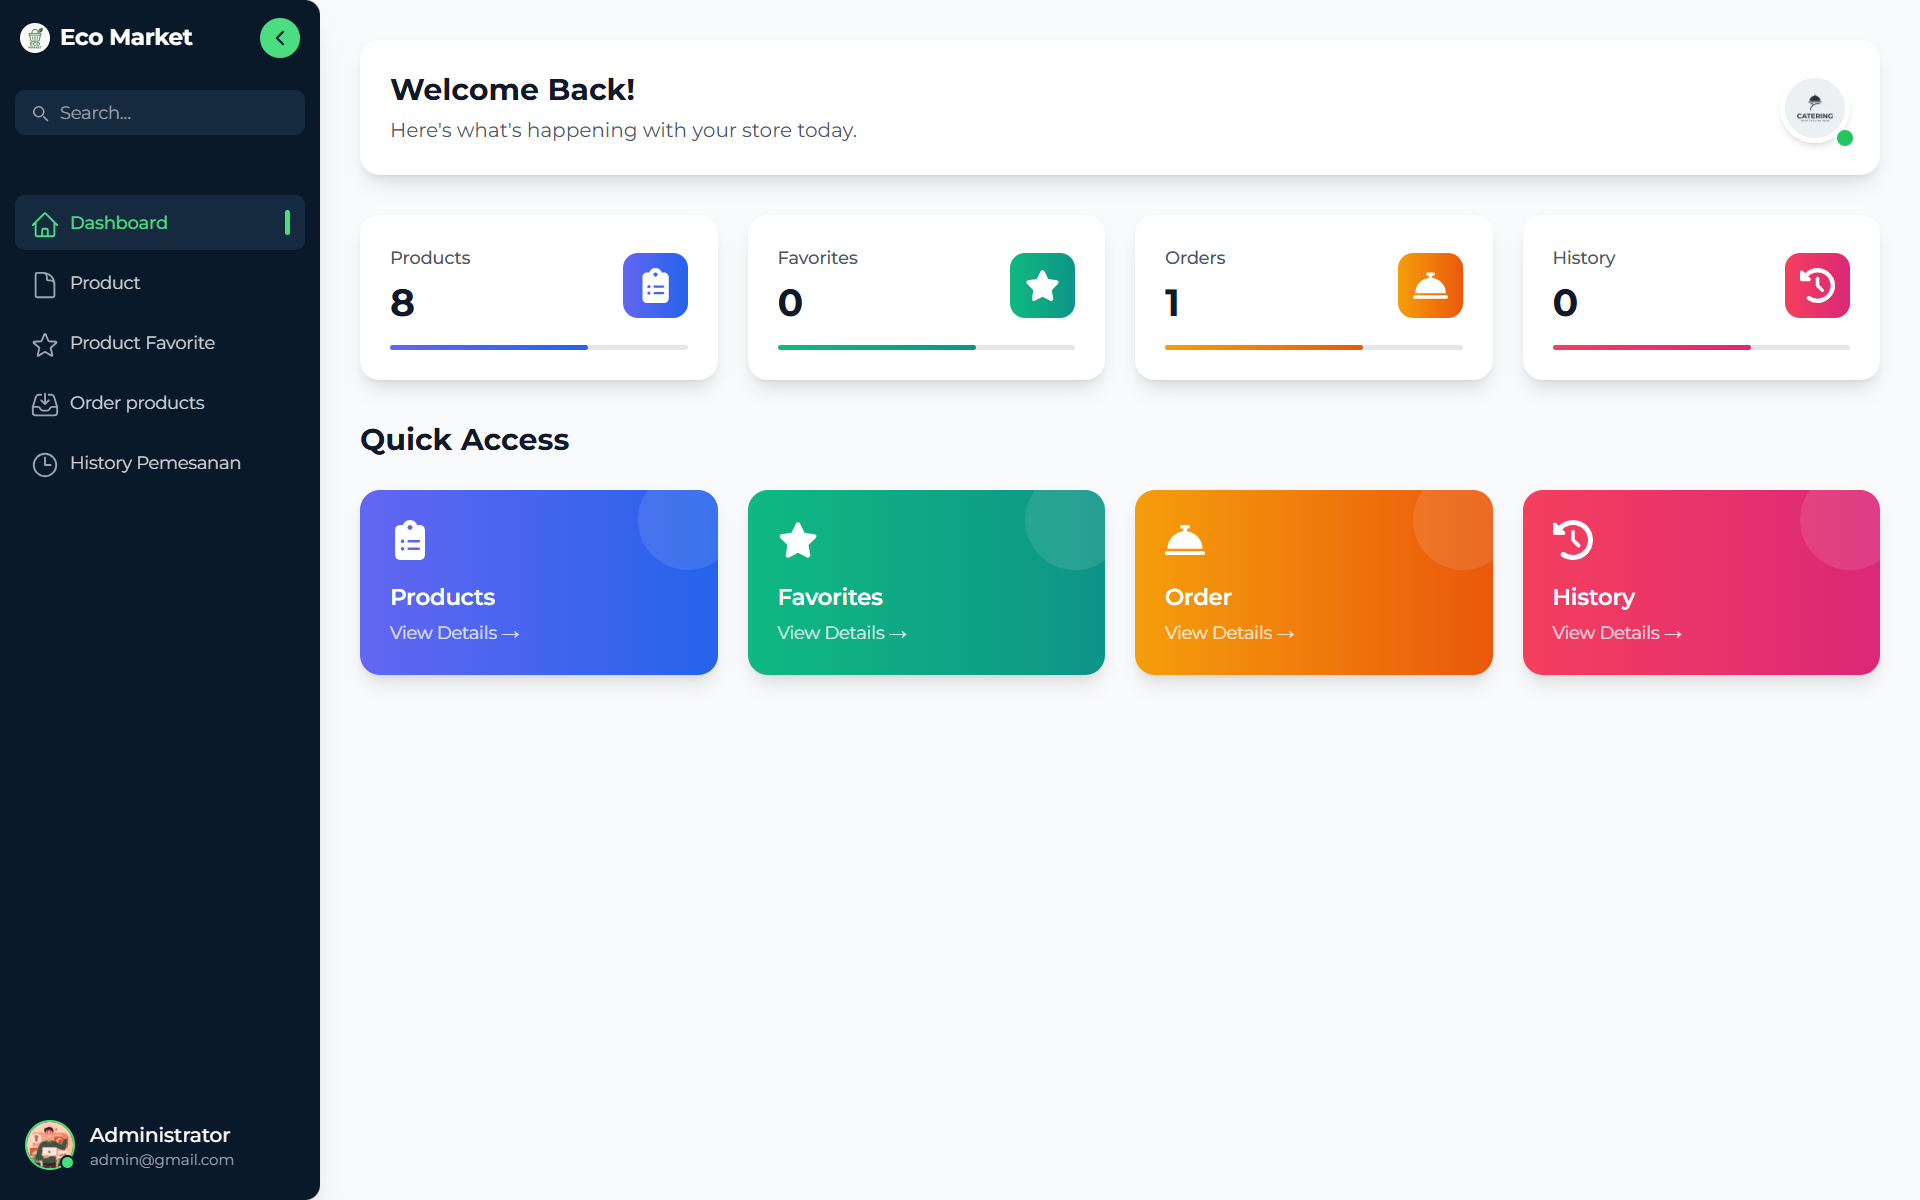 Eco Market
Search...
Dashboard
Product
Product Favorite
Order products
History Pemesanan
Administrator
admin@gmail.com
Welcome Back!
Here's what's happening with your store today.
CATERING
Products
8
Favorites
0
Orders
1
History
0
Quick Access
Products
View Details →
Favorites
View Details →
Order
View Details →
History
View Details →